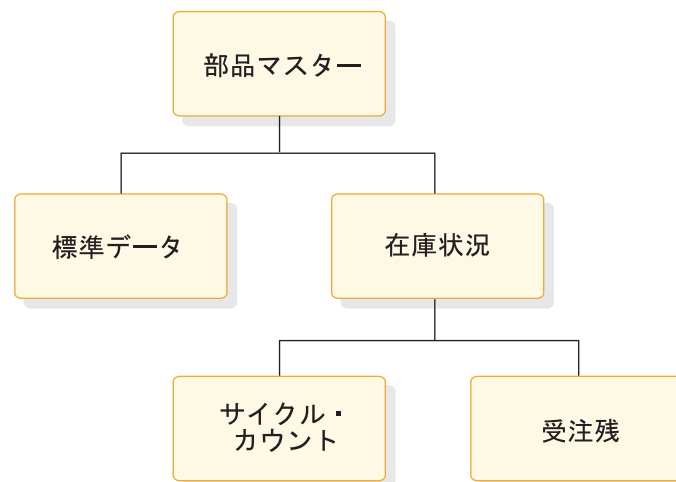 部品マスター
標準データ
在庫状況
サイクル・
カウント
受注残